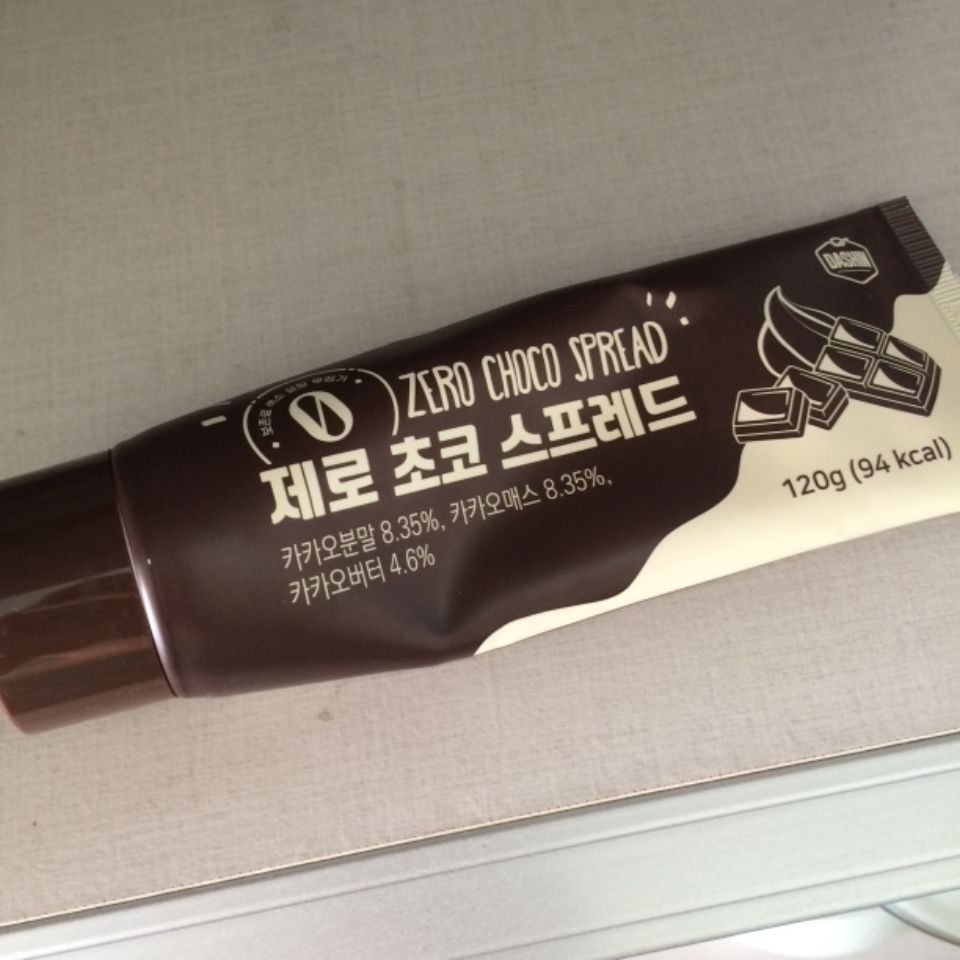 DASHIN
ZERO CHOCO SPREAD
제로 초코 스프레드
카카오분말 8.35%, 카카오매스 8.35%,
카카오버터 4.6%
120g (94 kcal)